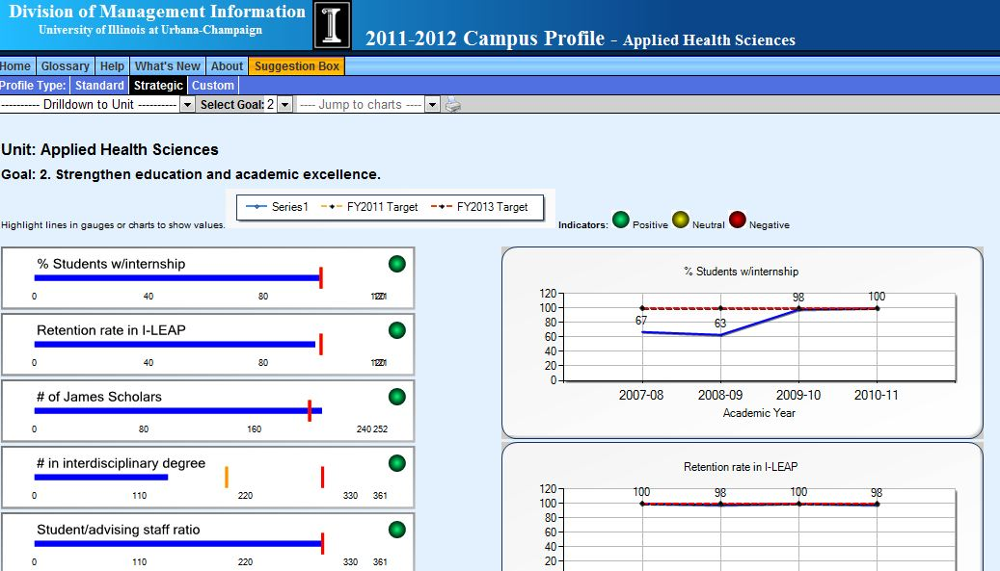 Division of Management Information
University of Illinois at Urbana-Champaign
I
2011-2012 Campus Profile - Applied Health Sciences
Home Glossary Help What's New About Suggestion Box
Profile Type: Standard Strategic Custom
---------- Drilldown to Unit ---------- Select Goal: 2 ---- Jump to charts ----
Unit: Applied Health Sciences
Goal: 2. Strengthen education and academic excellence.
Series1 FY2011 Target FY2013 Target
Highlight lines in gauges or charts to show values.
Indicators: Positive Neutral Negative
% Students w/internship
0 40 80
Retention rate in I-LEAP
0 40 80
# of James Scholars
0 80 160 240 252
# in interdisciplinary degree
0 110 220 330 361
Student/advising staff ratio
0 110 220 330 361
% Students w/internship
120
100
80
60
40
20
0
67 63 98 100
2007-08 2008-09 2009-10 2010-11
Academic Year
Retention rate in I-LEAP
120
100
80
60
40
20
100 98 100 98